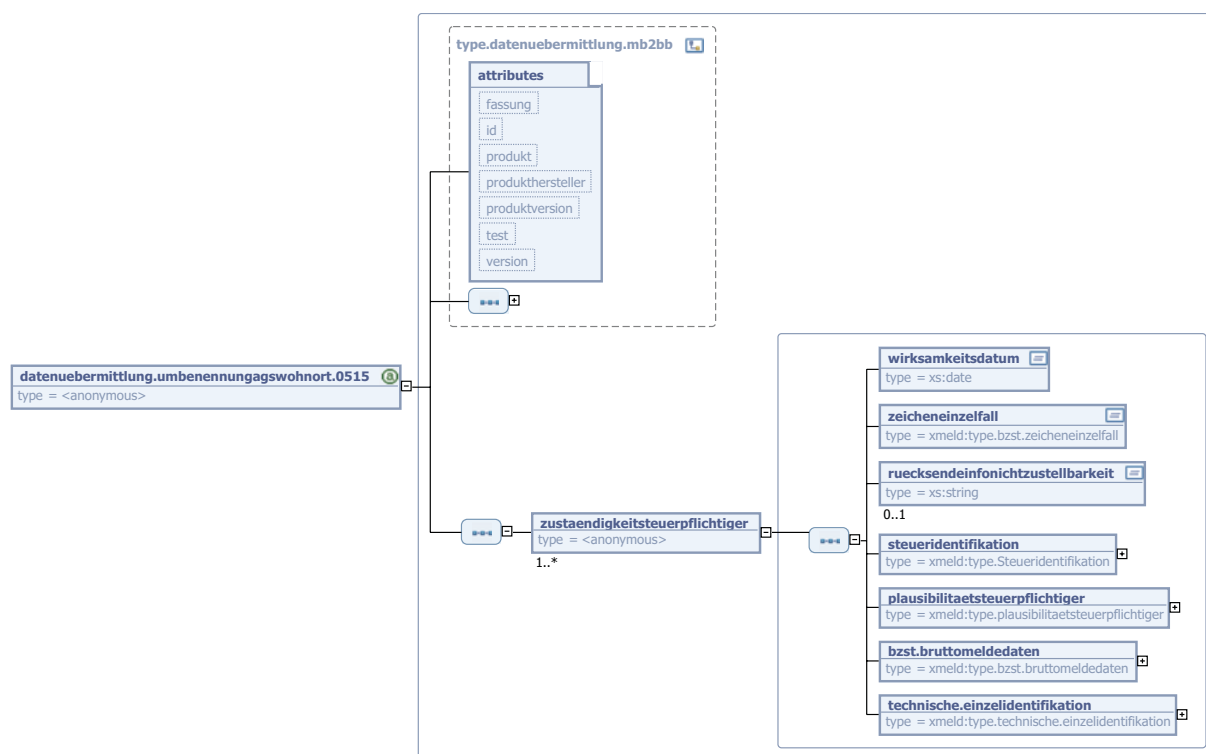 type.datenuebermittlung.mb2bb
attributes
fassung
id
produkt
produkthersteller
produktversion
test
version
datenuebermittlung.umbenennungagswohnort.0515
type = <anonymous>
zustaendigkeitsteuerpflichtiger
type = <anonymous>
1..*
wirksamkeitsdatum
type = xs:date
zeicheneinzelfall
type = xmeld:type.bzst.zeicheneinzelfall
ruecksendeinfonichtzustellbarkeit
type = xs:string
0..1
steueridentifikation
type = xmeld:type.Steueridentifikation
plausibilitaetsteuerpflichtiger
type = xmeld:type.plausibilitaetsteuerpflichtiger
bzst.bruttomeldedaten
type = xmeld:type.bzst.bruttomeldedaten
technische.einzelidentifikation
type = xmeld:type.technische.einzelidentifikation